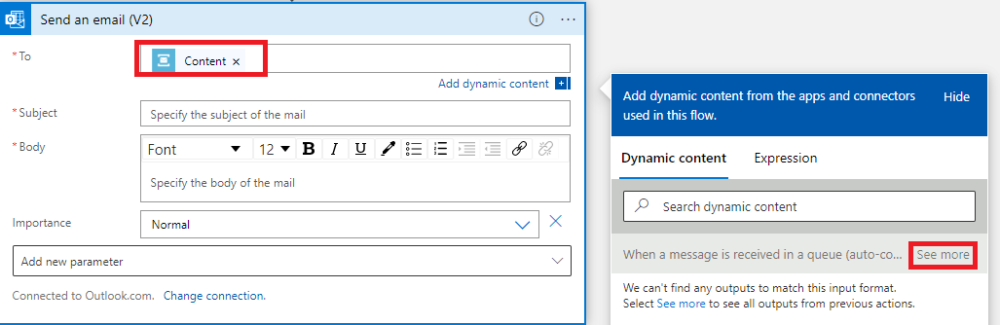 Send an email (V2)
* To
Content ×
Add dynamic content
* Subject
Specify the subject of the mail
* Body
Font 12 B I U
Specify the body of the mail
Importance
Normal
Add new parameter
Connected to Outlook.com. Change connection.
Add dynamic content from the apps and connectors
used in this flow.
Hide
Dynamic content Expression
Search dynamic content
When a message is received in a queue (auto-co... See more
We can't find any outputs to match this input format.
Select See more to see all outputs from previous actions.